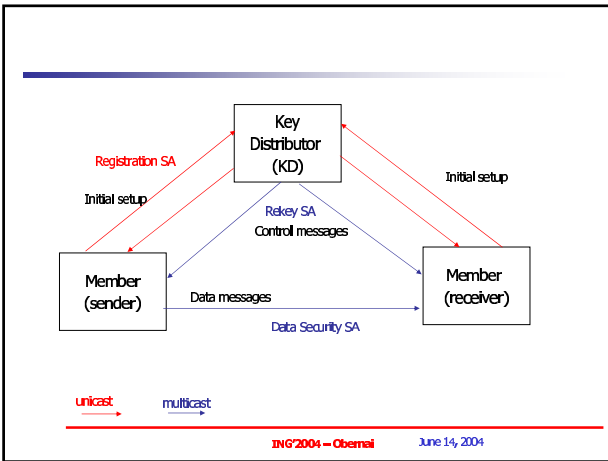 Key
Distributor
(KD)
Registration SA
Initial setup
Initial setup
Rekey SA
Control messages
Member
(sender)
Member
(receiver)
Data messages
Data Security SA
unicast
multicast
ING'2004 – Obernai
June 14, 2004